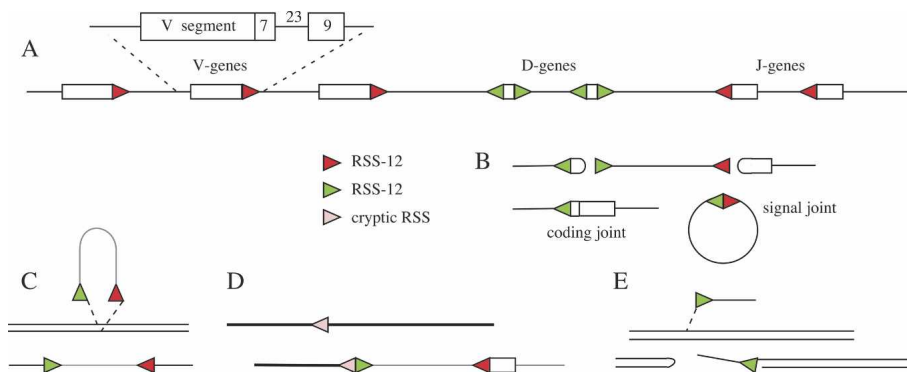 V segment 7 23 9
A
V-genes D-genes J-genes
RSS-12
RSS-12
cryptic RSS
B
coding joint
signal joint
C
D
E